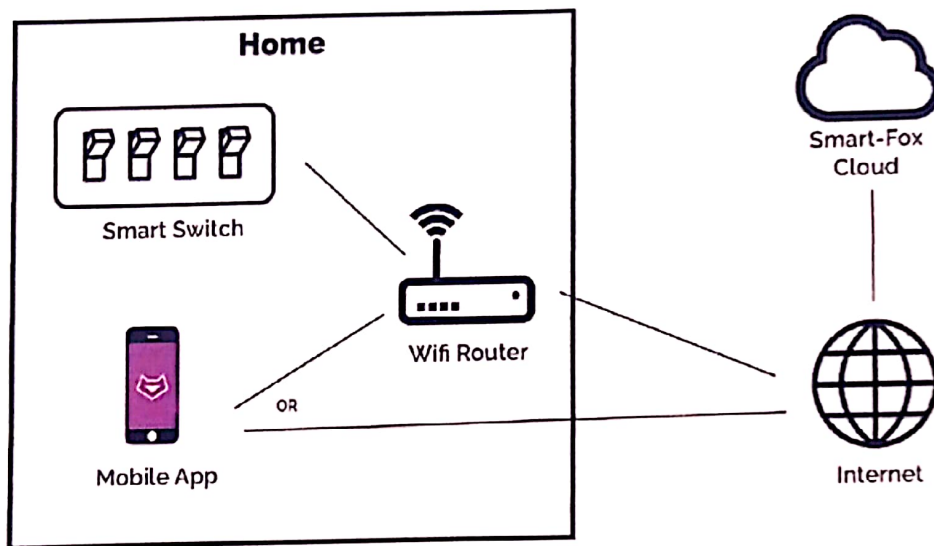 Home
Smart-Fox
Cloud
Smart Switch
Wifi Router
OR
Mobile App
Internet